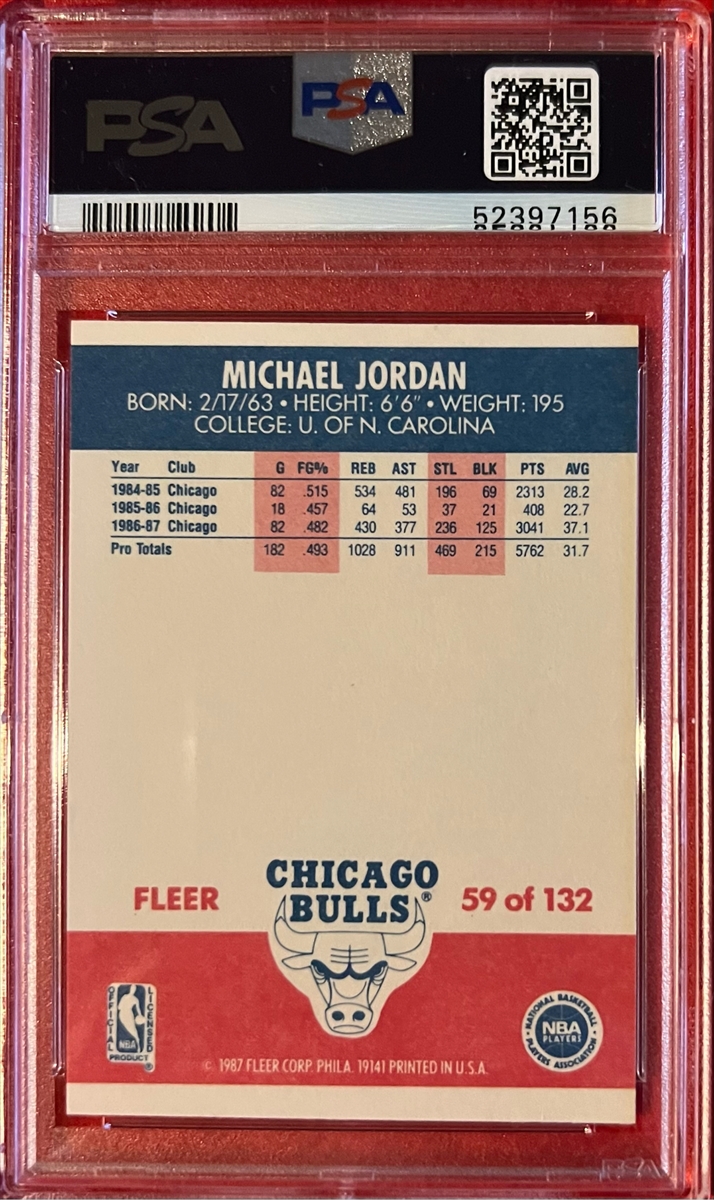 PSA
PSA
52397156
MICHAEL JORDAN
BORN: 2/17/63 • HEIGHT: 6'6" • WEIGHT: 195
COLLEGE: U. OF N. CAROLINA
Year Club G FG% REB AST STL BLK PTS AVG
1984-85 Chicago 82 .515 534 481 196 69 2313 28.2
1985-86 Chicago 18 .457 64 53 37 21 408 22.7
1986-87 Chicago 82 .482 430 377 236 125 3041 37.1
Pro Totals 182 .493 1028 911 469 215 5762 31.7
CHICAGO
BULLS®
FLEER
59 of 132
OFFICIAL LICENSED
NBA
PRODUCT ®
NATIONAL BASKETBALL
NBA
PLAYERS
PLAYERS ASSOCIATION
© 1987 FLEER CORP. PHILA. 19141 PRINTED IN U.S.A.
PSA